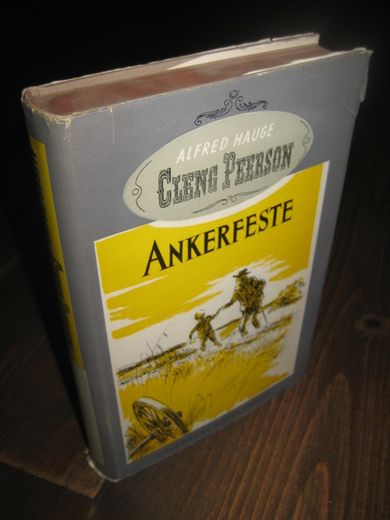 ALFRED HAUGE
CLENG PEERSON
ANKERFESTE